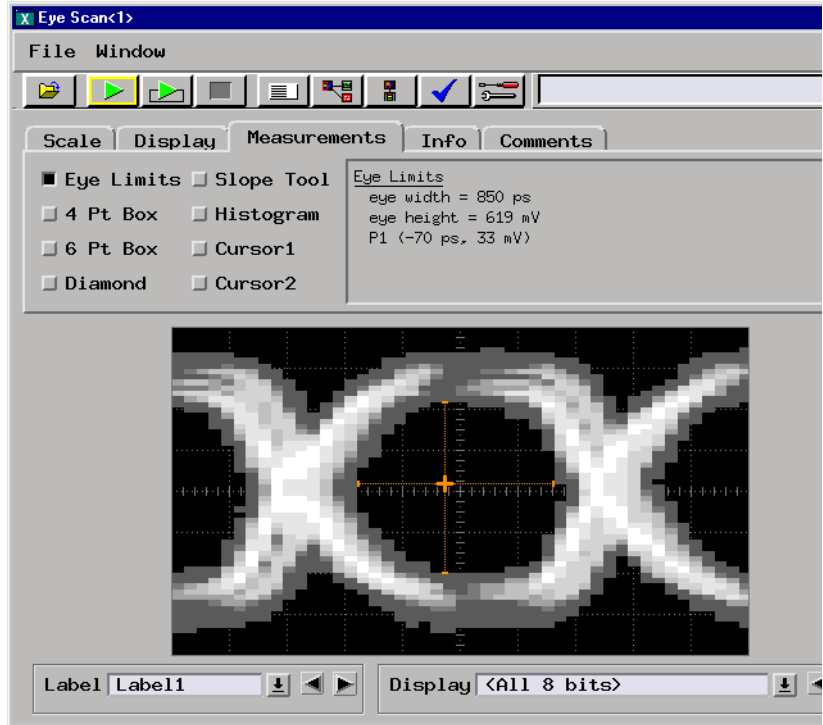 Eye Scan<1>
File Window
Scale Display Measurements Info Comments
Eye Limits Slope Tool
4 Pt Box Histogram
6 Pt Box Cursor1
Diamond Cursor2
Eye Limits
eye width = 850 ps
eye height = 619 mV
P1 (-70 ps, 33 mV)
Label Label1 Display <All 8 bits>